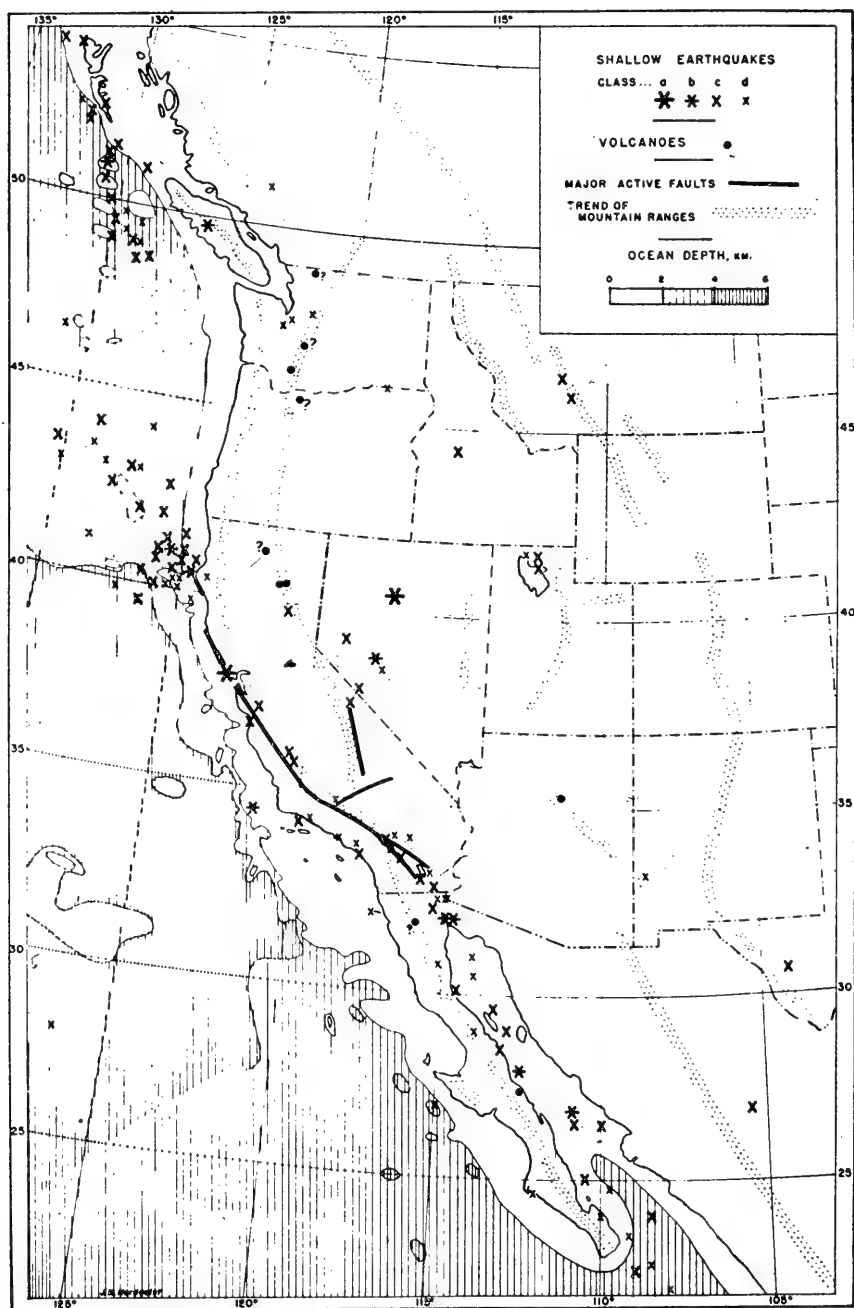 135° 130° 125° 120° 115°
SHALLOW EARTHQUAKES
CLASS... a b c d
VOLCANOES
MAJOR ACTIVE FAULTS
TREND OF
MOUNTAIN RANGES
OCEAN DEPTH, KM.
0 2 4 6
50
?
?
45
?
45
?
40
40
35
35
30
30
25
25
125° 120° 115° 110° 105°